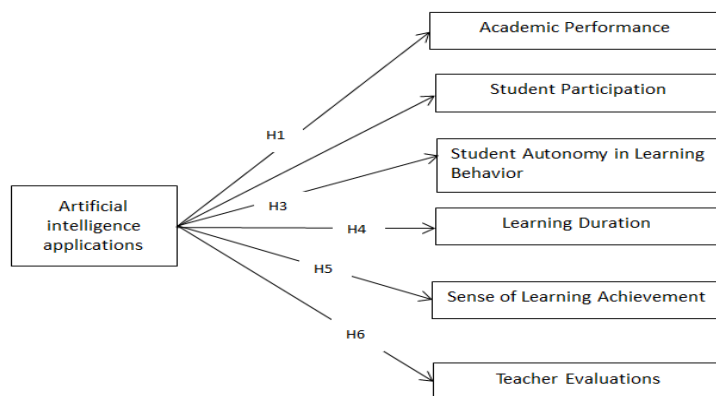 Academic Performance
Student Participation
H1
Student Autonomy in Learning
Behavior
H3
Artificial
intelligence
applications
Learning Duration
H4
H5
Sense of Learning Achievement
H6
Teacher Evaluations